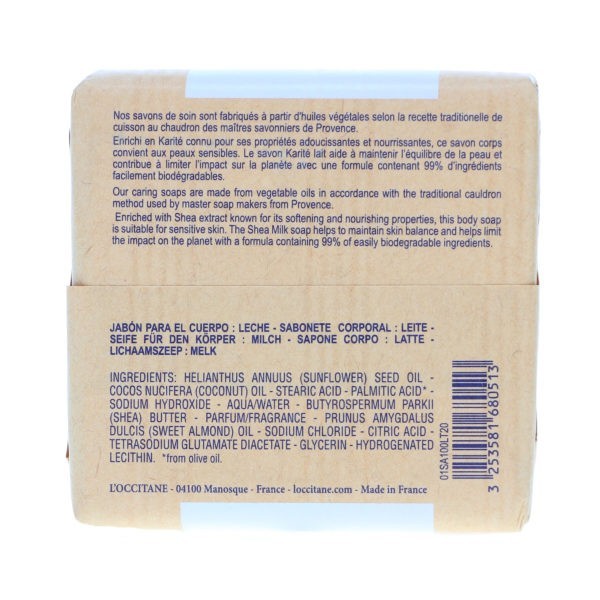 Nos savons de soin sont fabriqués à partir d'huiles végétales selon la recette traditionelle de
cuisson au chaudron des maîtres savonniers de Provence.
Enrichi en Karité connu pour ses propriétés adoucissantes et nourrissantes, ce savon corps
convient aux peaux sensibles. Le savon Karité lait aide à maintenir l'équilibre de la peau et
contribue à limiter l'impact sur la planète avec une formule contenant 99% d'ingrédients
facilement biodégradables.
Our caring soaps are made from vegetable oils in accordance with the traditional cauldron
method used by master soap makers from Provence.
Enriched with Shea extract known for its softening and nourishing properties, this body soap
is suitable for sensitive skin. The Shea Milk soap helps to maintain skin balance and helps limit
the impact on the planet with a formula containing 99% of easily biodegradable ingredients.
JABÓN PARA EL CUERPO : LECHE - SABONETE CORPORAL : LEITE -
SEIFE FÜR DEN KÖRPER : MILCH - SAPONE CORPO : LATTE -
LICHAAMSZEEP : MELK
INGREDIENTS: HELIANTHUS ANNUUS (SUNFLOWER) SEED OIL -
COCOS NUCIFERA (COCONUT) OIL - STEARIC ACID - PALMITIC ACID* -
SODIUM HYDROXIDE - AQUA/WATER - BUTYROSPERMUM PARKII
(SHEA) BUTTER - PARFUM/FRAGRANCE - PRUNUS AMYGDALUS
DULCIS (SWEET ALMOND) OIL - SODIUM CHLORIDE - CITRIC ACID -
TETRASODIUM GLUTAMATE DIACETATE - GLYCERIN - HYDROGENATED
LECITHIN. *from olive oil.
L'OCCITANE - 04100 Manosque - France - loccitane.com - Made in France
01SA100LT20
3 253581 680513